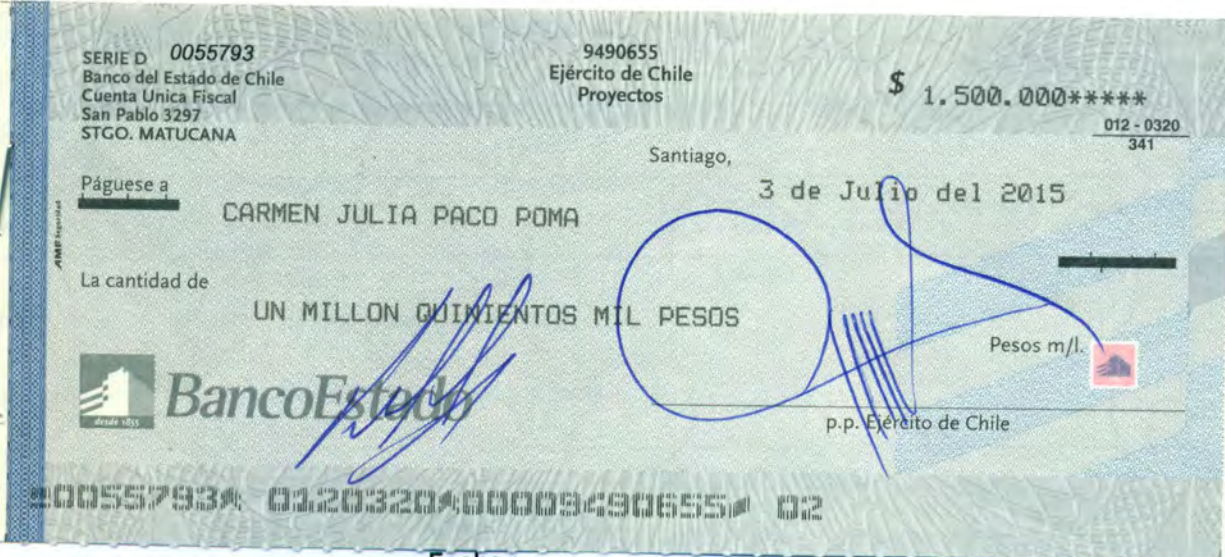 SERIE D 0055793
Banco del Estado de Chile
Cuenta Unica Fiscal
San Pablo 3297
STGO. MATUCANA
9490655
Ejército de Chile
Proyectos
$ 1.500.000*****
012 - 0320
341
Santiago,
3 de Julio del 2015
Páguese a
CARMEN JULIA PACO POMA
La cantidad de
UN MILLON QUINIENTOS MIL PESOS
Pesos m/l.
desde 1855
BancoEstado
p.p. Ejército de Chile
0055793 012032000009490655 02